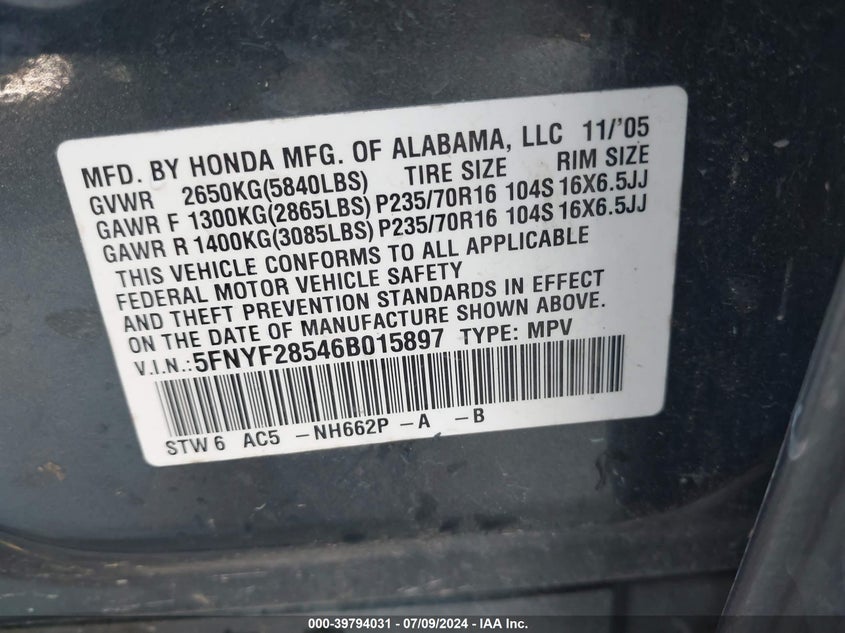 MFD. BY HONDA MFG. OF ALABAMA, LLC 11/'05
GVWR 2650KG(5840LBS) TIRE SIZE RIM SIZE
GAWR F 1300KG(2865LBS) P235/70R16 104S 16X6.5JJ
GAWR R 1400KG(3085LBS) P235/70R16 104S 16X6.5JJ
THIS VEHICLE CONFORMS TO ALL APPLICABLE
FEDERAL MOTOR VEHICLE SAFETY
AND THEFT PREVENTION STANDARDS IN EFFECT
ON THE DATE OF MANUFACTURE SHOWN ABOVE.
V.I.N.:5FNYF28546B015897 TYPE: MPV
STW6 AC5 -NH662P -A -B
000-39794031 - 07/09/2024 - IAA Inc.